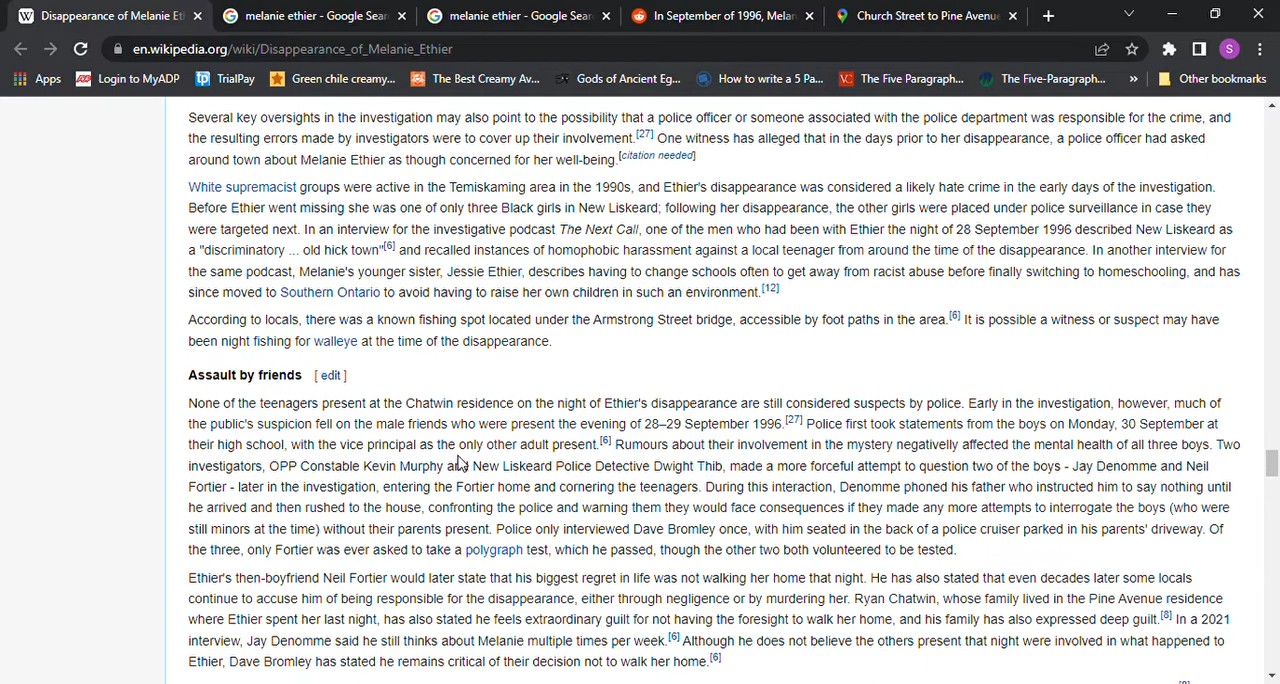 Disappearance of Melanie Et
melanie ethier - Google Sear
melanie ethier - Google Sear
In September of 1996, Melan
Church Street to Pine Avenue
en.wikipedia.org/wiki/Disappearance_of_Melanie_Ethier
S
Apps
Login to MyADP
TrialPay
Green chile creamy...
The Best Creamy Av...
Gods of Ancient Eg...
How to write a 5 Pa...
The Five Paragraph...
The Five-Paragraph...
»
Other bookmarks
Several key oversights in the investigation may also point to the possibility that a police officer or someone associated with the police department was responsible for the crime, and
the resulting errors made by investigators were to cover up their involvement.[27] One witness has alleged that in the days prior to her disappearance, a police officer had asked
around town about Melanie Ethier as though concerned for her well-being.[citation needed]
White supremacist groups were active in the Temiskaming area in the 1990s, and Ethier's disappearance was considered a likely hate crime in the early days of the investigation.
Before Ethier went missing she was one of only three Black girls in New Liskeard; following her disappearance, the other girls were placed under police surveillance in case they
were targeted next. In an interview for the investigative podcast The Next Call, one of the men who had been with Ethier the night of 28 September 1996 described New Liskeard as
a "discriminatory ... old hick town"[6] and recalled instances of homophobic harassment against a local teenager from around the time of the disappearance. In another interview for
the same podcast, Melanie's younger sister, Jessie Ethier, describes having to change schools often to get away from racist abuse before finally switching to homeschooling, and has
since moved to Southern Ontario to avoid having to raise her own children in such an environment.[12]
According to locals, there was a known fishing spot located under the Armstrong Street bridge, accessible by foot paths in the area.[6] It is possible a witness or suspect may have
been night fishing for walleye at the time of the disappearance.
Assault by friends [ edit ]
None of the teenagers present at the Chatwin residence on the night of Ethier's disappearance are still considered suspects by police. Early in the investigation, however, much of
the public's suspicion fell on the male friends who were present the evening of 28–29 September 1996.[27] Police first took statements from the boys on Monday, 30 September at
their high school, with the vice principal as the only other adult present.[6] Rumours about their involvement in the mystery negativelly affected the mental health of all three boys. Two
investigators, OPP Constable Kevin Murphy and New Liskeard Police Detective Dwight Thib, made a more forceful attempt to question two of the boys - Jay Denomme and Neil
Fortier - later in the investigation, entering the Fortier home and cornering the teenagers. During this interaction, Denomme phoned his father who instructed him to say nothing until
he arrived and then rushed to the house, confronting the police and warning them they would face consequences if they made any more attempts to interrogate the boys (who were
still minors at the time) without their parents present. Police only interviewed Dave Bromley once, with him seated in the back of a police cruiser parked in his parents' driveway. Of
the three, only Fortier was ever asked to take a polygraph test, which he passed, though the other two both volunteered to be tested.
Ethier's then-boyfriend Neil Fortier would later state that his biggest regret in life was not walking her home that night. He has also stated that even decades later some locals
continue to accuse him of being responsible for the disappearance, either through negligence or by murdering her. Ryan Chatwin, whose family lived in the Pine Avenue residence
where Ethier spent her last night, has also stated he feels extraordinary guilt for not having the foresight to walk her home, and his family has also expressed deep guilt.[8] In a 2021
interview, Jay Denomme said he still thinks about Melanie multiple times per week.[6] Although he does not believe the others present that night were involved in what happened to
Ethier, Dave Bromley has stated he remains critical of their decision not to walk her home.[6]